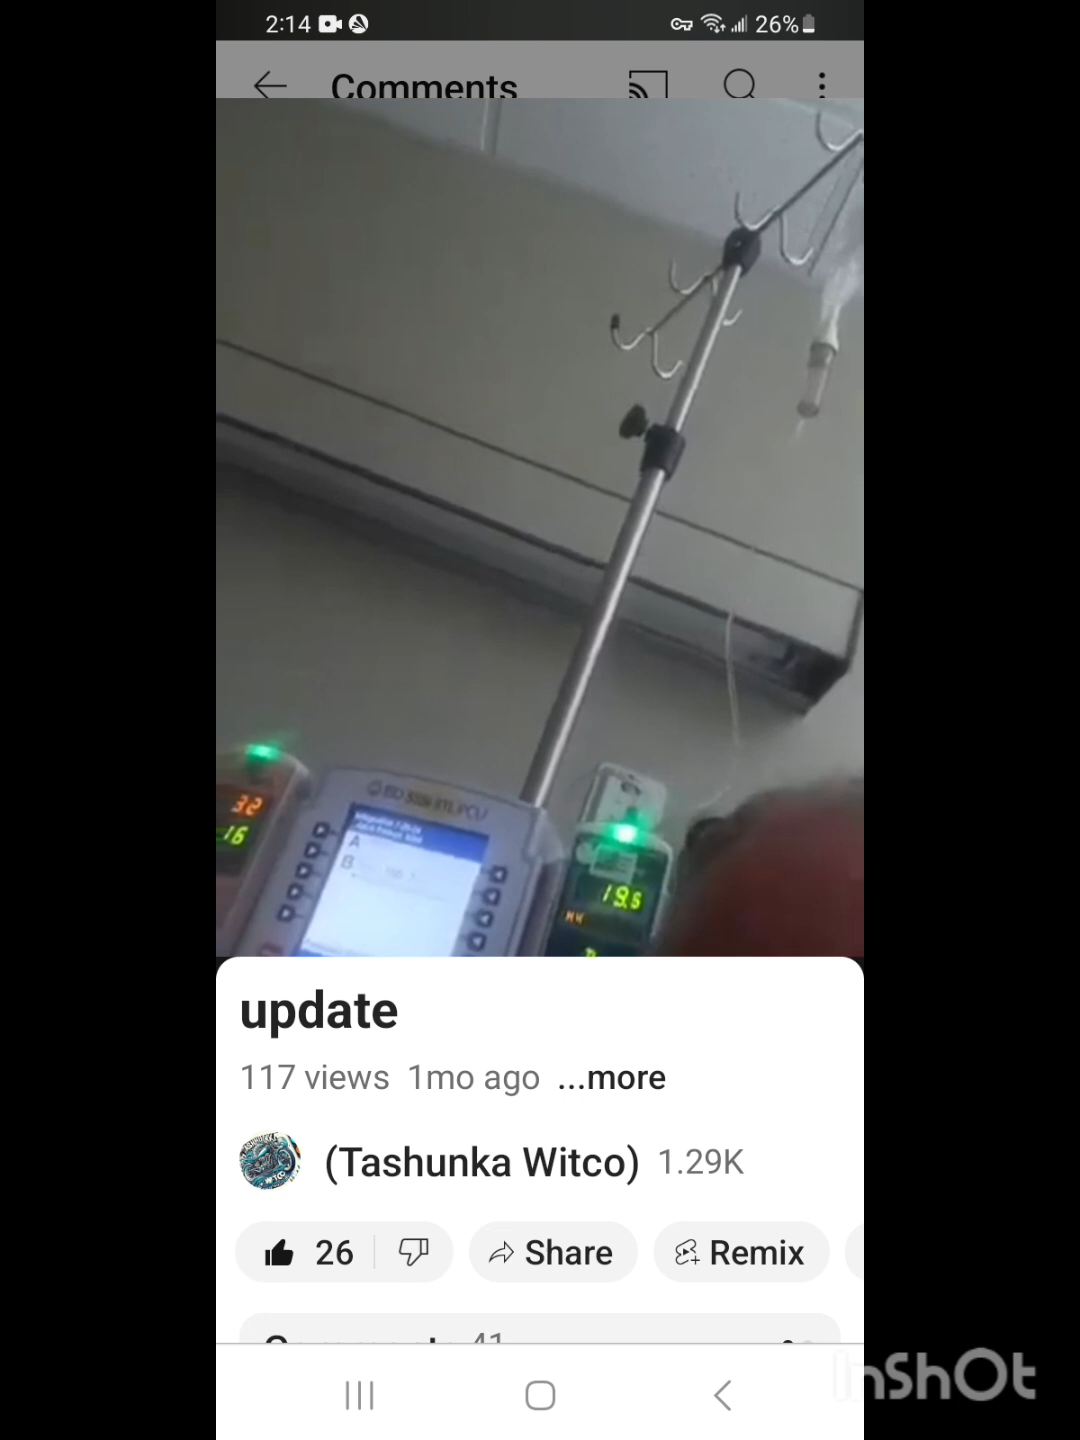 2:14
26%
Comments
32
16
A
B
19.5
update
117 views 1mo ago ...more
(Tashunka Witco) 1.29K
26
Share
Remix
41
InShOt